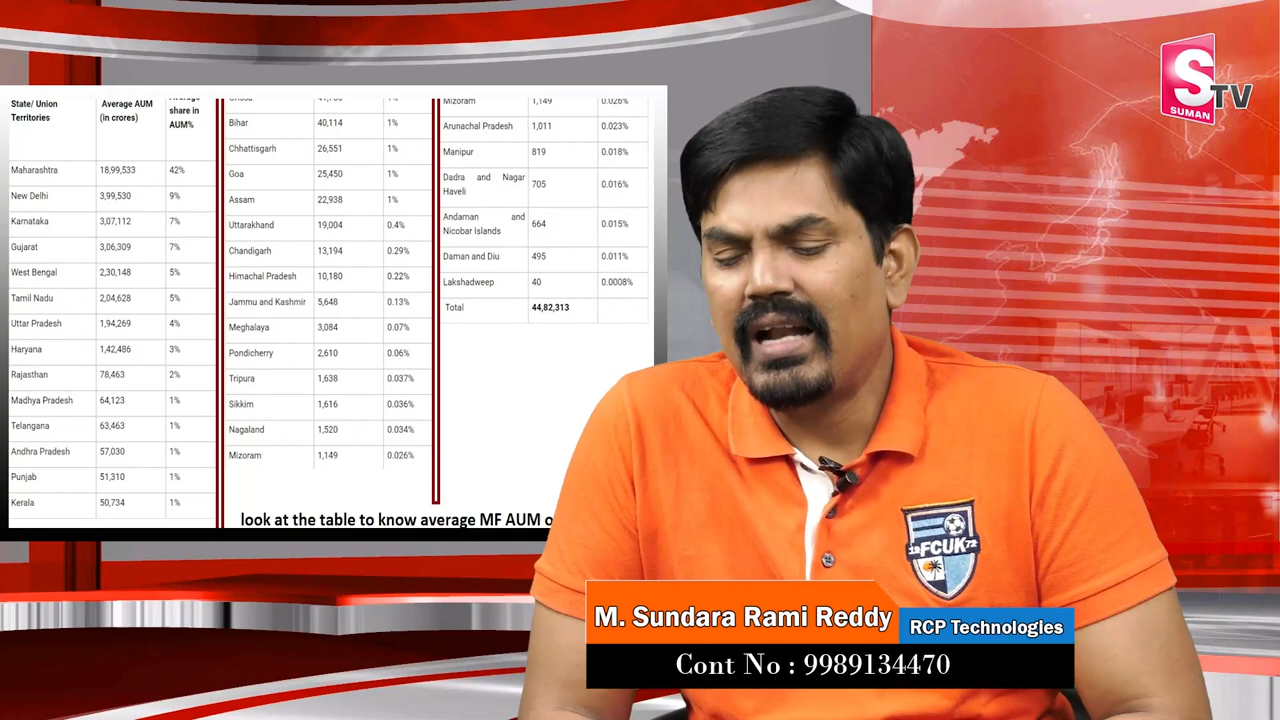 State/ Union Territories Average AUM (in crores) Average share in AUM%
Maharashtra 18,99,533 42%
New Delhi 3,99,530 9%
Karnataka 3,07,112 7%
Gujarat 3,06,309 7%
West Bengal 2,30,148 5%
Tamil Nadu 2,04,628 5%
Uttar Pradesh 1,94,269 4%
Haryana 1,42,486 3%
Rajasthan 78,463 2%
Madhya Pradesh 64,123 1%
Telangana 63,463 1%
Andhra Pradesh 57,030 1%
Punjab 51,310 1%
Kerala 50,734 1%
Bihar 40,114 1%
Chhattisgarh 26,551 1%
Goa 25,450 1%
Assam 22,938 1%
Uttarakhand 19,004 0.4%
Chandigarh 13,194 0.29%
Himachal Pradesh 10,180 0.22%
Jammu and Kashmir 5,648 0.13%
Meghalaya 3,084 0.07%
Pondicherry 2,610 0.06%
Tripura 1,638 0.037%
Sikkim 1,616 0.036%
Nagaland 1,520 0.034%
Mizoram 1,149 0.026%
Mizoram 1,149 0.026%
Arunachal Pradesh 1,011 0.023%
Manipur 819 0.018%
Dadra and Nagar Haveli 705 0.016%
Andaman and Nicobar Islands 664 0.015%
Daman and Diu 495 0.011%
Lakshadweep 40 0.0008%
Total 44,82,313
look at the table to know average MF AUM o
S TV
SUMAN
19 FCUK 72
M. Sundara Rami Reddy
RCP Technologies
Cont No : 9989134470